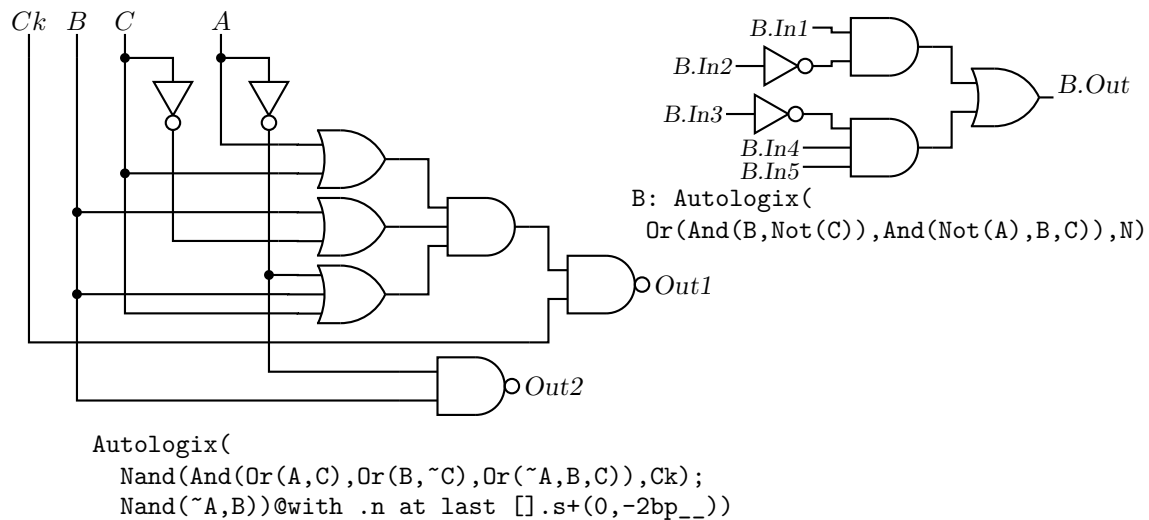 Ck B C A
B.In1
B.In2
B.Out
B.In3
B.In4
B.In5
B: Autologix(
Or(And(B,Not(C)),And(Not(A),B,C)),N)
Out1
Out2
Autologix(
Nand(And(Or(A,C),Or(B,~C),Or(~A,B,C)),Ck);
Nand(~A,B))@with .n at last [].s+(0,-2bp__))